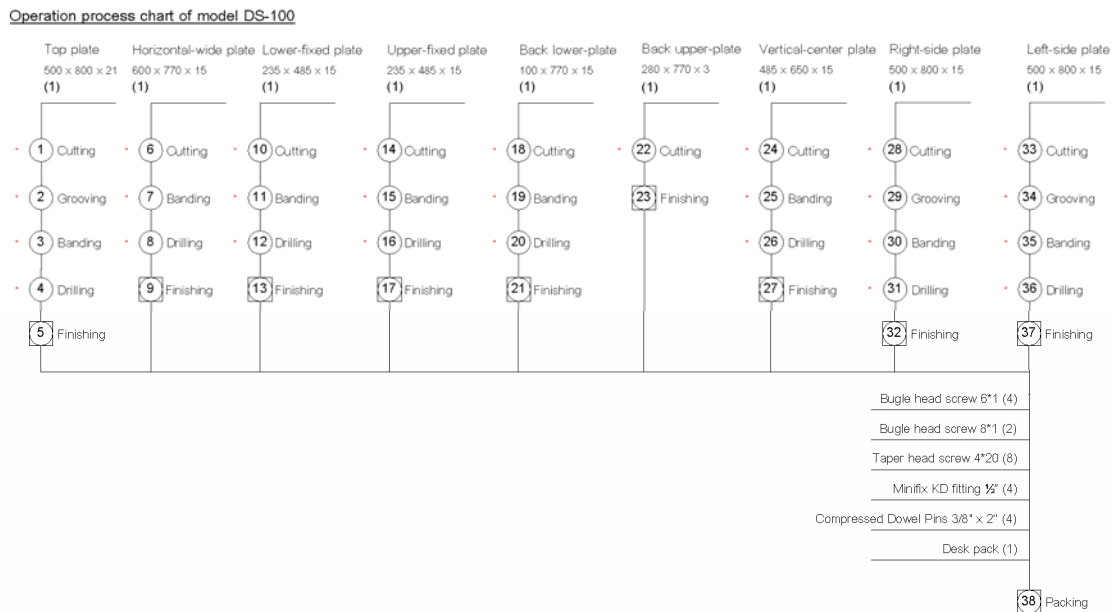 Operation process chart of model DS-100
Top plate Horizontal-wide plate Lower-fixed plate Upper-fixed plate Back lower-plate Back upper-plate Vertical-center plate Right-side plate Left-side plate
500 x 800 x 21 600 x 770 x 15 235 x 485 x 15 235 x 485 x 15 100 x 770 x 15 280 x 770 x 3 485 x 650 x 15 500 x 800 x 15 500 x 800 x 15
(1) (1) (1) (1) (1) (1) (1) (1) (1)
* 1 Cutting * 6 Cutting * 10 Cutting * 14 Cutting * 18 Cutting * 22 Cutting * 24 Cutting * 28 Cutting * 33 Cutting
* 2 Grooving * 7 Banding * 11 Banding * 15 Banding * 19 Banding 23 Finishing * 25 Banding * 29 Grooving * 34 Grooving
* 3 Banding * 8 Drilling * 12 Drilling * 16 Drilling * 20 Drilling * 26 Drilling * 30 Banding * 35 Banding
* 4 Drilling 9 Finishing 13 Finishing 17 Finishing 21 Finishing 27 Finishing * 31 Drilling * 36 Drilling
5 Finishing 32 Finishing 37 Finishing
Bugle head screw 6*1 (4)
Bugle head screw 8*1 (2)
Taper head screw 4*20 (8)
Minifix KD fitting ½" (4)
Compressed Dowel Pins 3/8" x 2" (4)
Desk pack (1)
38 Packing